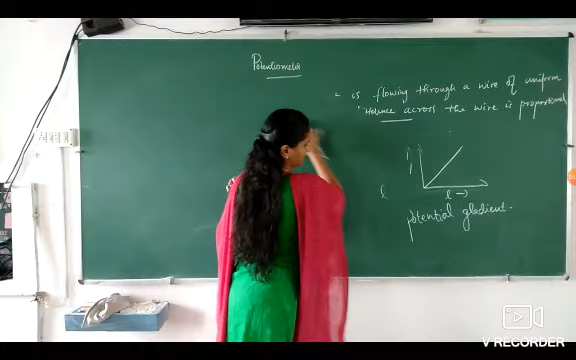 Potentiometer
is flowing through a wire of uniform
across the wire is proportional
l
l →
potential gradient.
V RECORDER